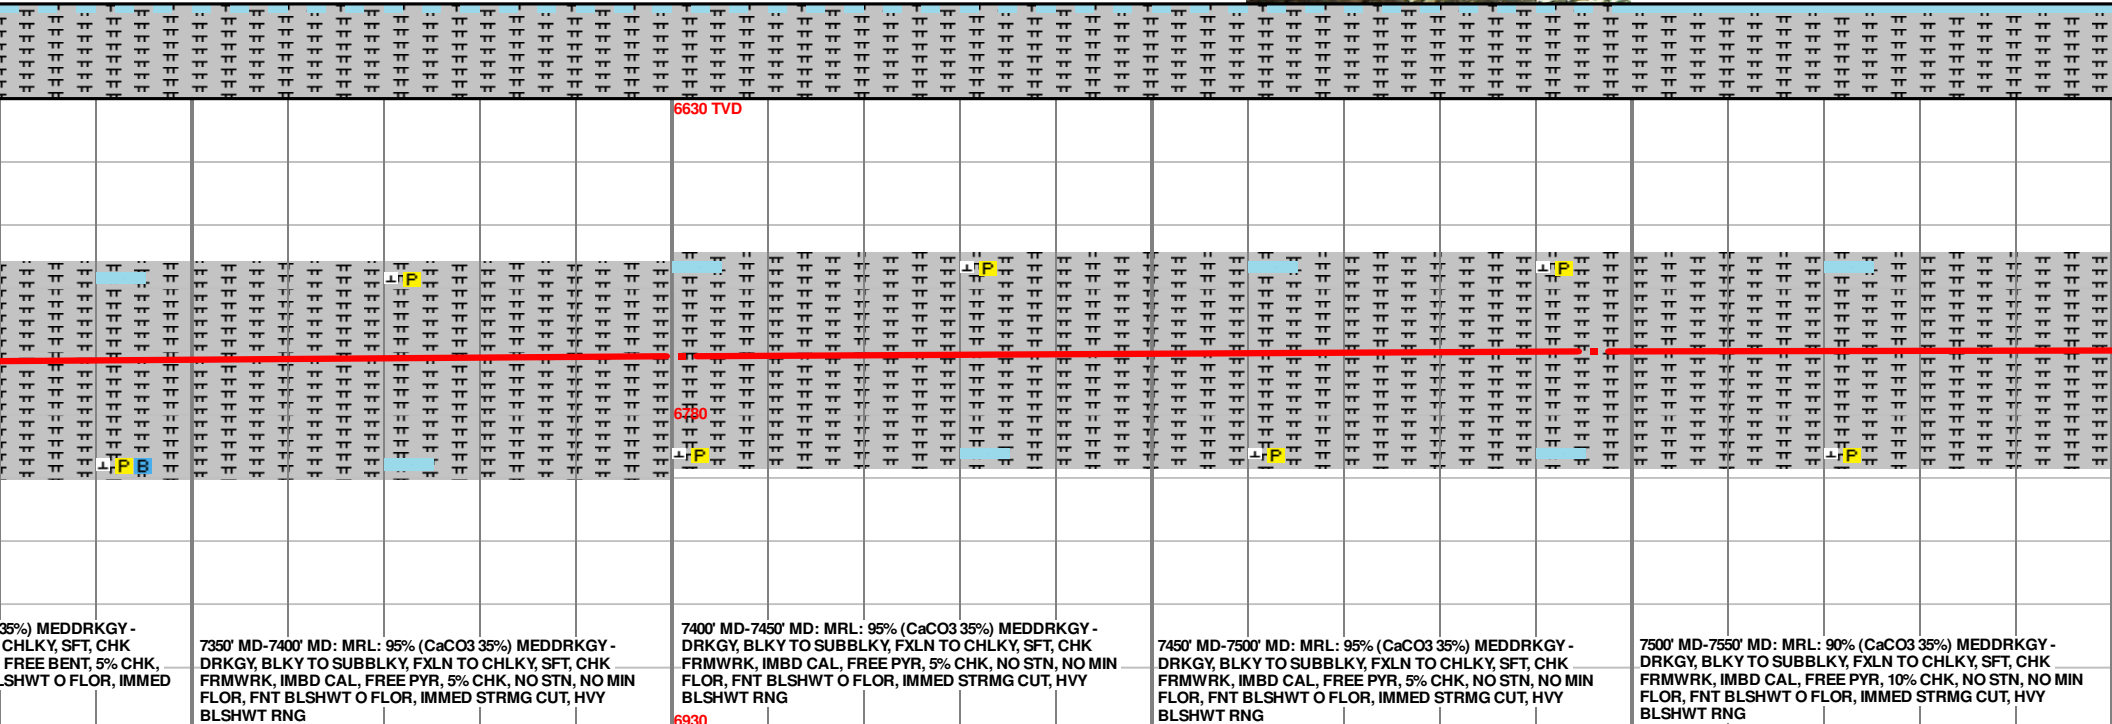 6630 TVD
P
P
P
6780
P B
P
P
P
35%) MEDDRKGY -
CHLKY, SFT, CHK
FREE BENT, 5% CHK,
LSHWT O FLOR, IMMED
7350' MD-7400' MD: MRL: 95% (CaCO3 35%) MEDDRKGY -
DRKGY, BLKY TO SUBBLKY, FXLN TO CHLKY, SFT, CHK
FRMWRK, IMBD CAL, FREE PYR, 5% CHK, NO STN, NO MIN
FLOR, FNT BLSHWT O FLOR, IMMED STRMG CUT, HVY
BLSHWT RNG
7400' MD-7450' MD: MRL: 95% (CaCO3 35%) MEDDRKGY -
DRKGY, BLKY TO SUBBLKY, FXLN TO CHLKY, SFT, CHK
FRMWRK, IMBD CAL, FREE PYR, 5% CHK, NO STN, NO MIN
FLOR, FNT BLSHWT O FLOR, IMMED STRMG CUT, HVY
BLSHWT RNG
6930
7450' MD-7500' MD: MRL: 95% (CaCO3 35%) MEDDRKGY -
DRKGY, BLKY TO SUBBLKY, FXLN TO CHLKY, SFT, CHK
FRMWRK, IMBD CAL, FREE PYR, 5% CHK, NO STN, NO MIN
FLOR, FNT BLSHWT O FLOR, IMMED STRMG CUT, HVY
BLSHWT RNG
7500' MD-7550' MD: MRL: 90% (CaCO3 35%) MEDDRKGY -
DRKGY, BLKY TO SUBBLKY, FXLN TO CHLKY, SFT, CHK
FRMWRK, IMBD CAL, FREE PYR, 10% CHK, NO STN, NO MIN
FLOR, FNT BLSHWT O FLOR, IMMED STRMG CUT, HVY
BLSHWT RNG